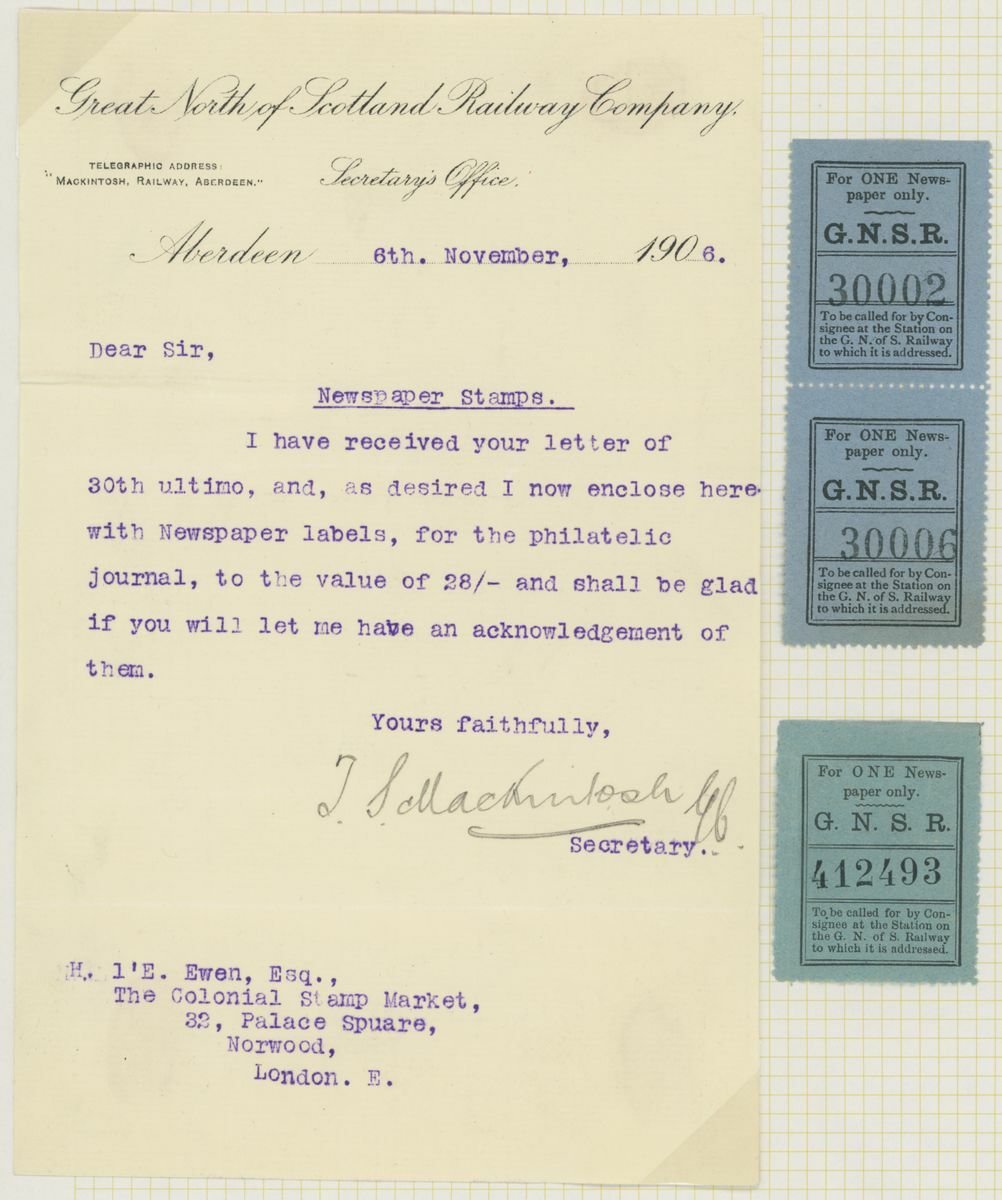 Great North of Scotland Railway Company.
TELEGRAPHIC ADDRESS:
"MACKINTOSH, RAILWAY, ABERDEEN."
Secretary's Office.
Aberdeen 6th. November, 1906.
Dear Sir,
Newspaper Stamps.
I have received your letter of
30th ultimo, and, as desired I now enclose here-
with Newspaper labels, for the philatelic
journal, to the value of 28/- and shall be glad
if you will let me have an acknowledgement of
them.
Yours faithfully,
T. S. Mackintosh
Secretary.
H. l'E. Ewen, Esq.,
The Colonial Stamp Market,
32, Palace Spuare,
Norwood,
London. E.
For ONE News-
paper only.
G.N.S.R.
30002
To be called for by Con-
signee at the Station on
the G. N. of S. Railway
to which it is addressed.
For ONE News-
paper only.
G.N.S.R.
30006
To be called for by Con-
signee at the Station on
the G. N. of S. Railway
to which it is addressed.
For ONE News-
paper only.
G. N. S. R.
412493
To be called for by Con-
signee at the Station on
the G. N. of S. Railway
to which it is addressed.